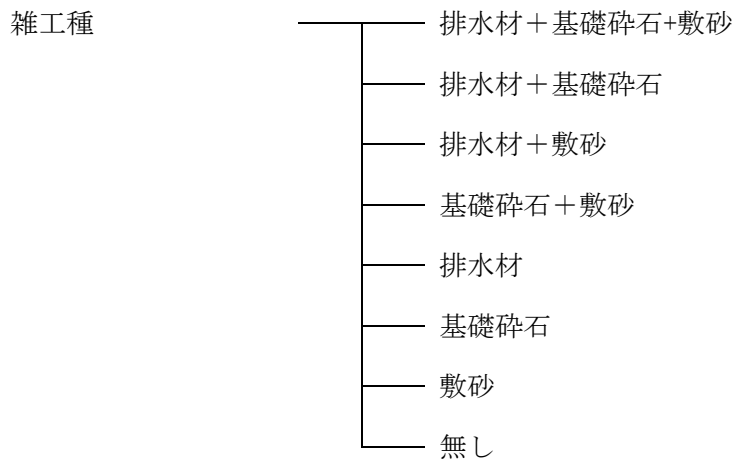 雑工種
排水材＋基礎砕石+敷砂
排水材＋基礎砕石
排水材＋敷砂
基礎砕石＋敷砂
排水材
基礎砕石
敷砂
無し